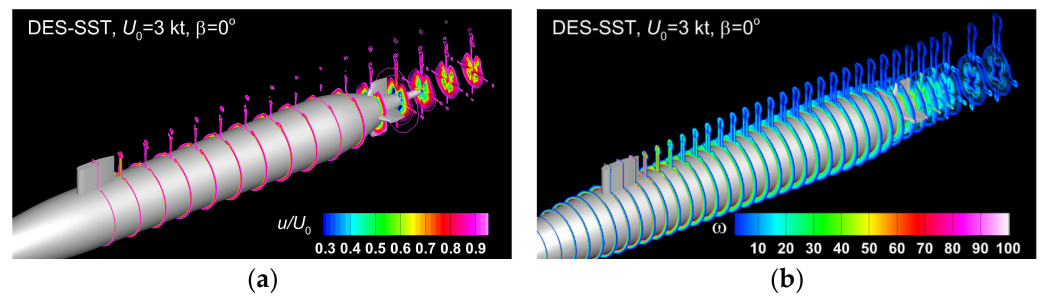 DES-SST, U₀=3 kt, β=0°
u/U₀
0.3 0.4 0.5 0.6 0.7 0.8 0.9
(a)
DES-SST, U₀=3 kt, β=0°
ω
10 20 30 40 50 60 70 80 90 100
(b)